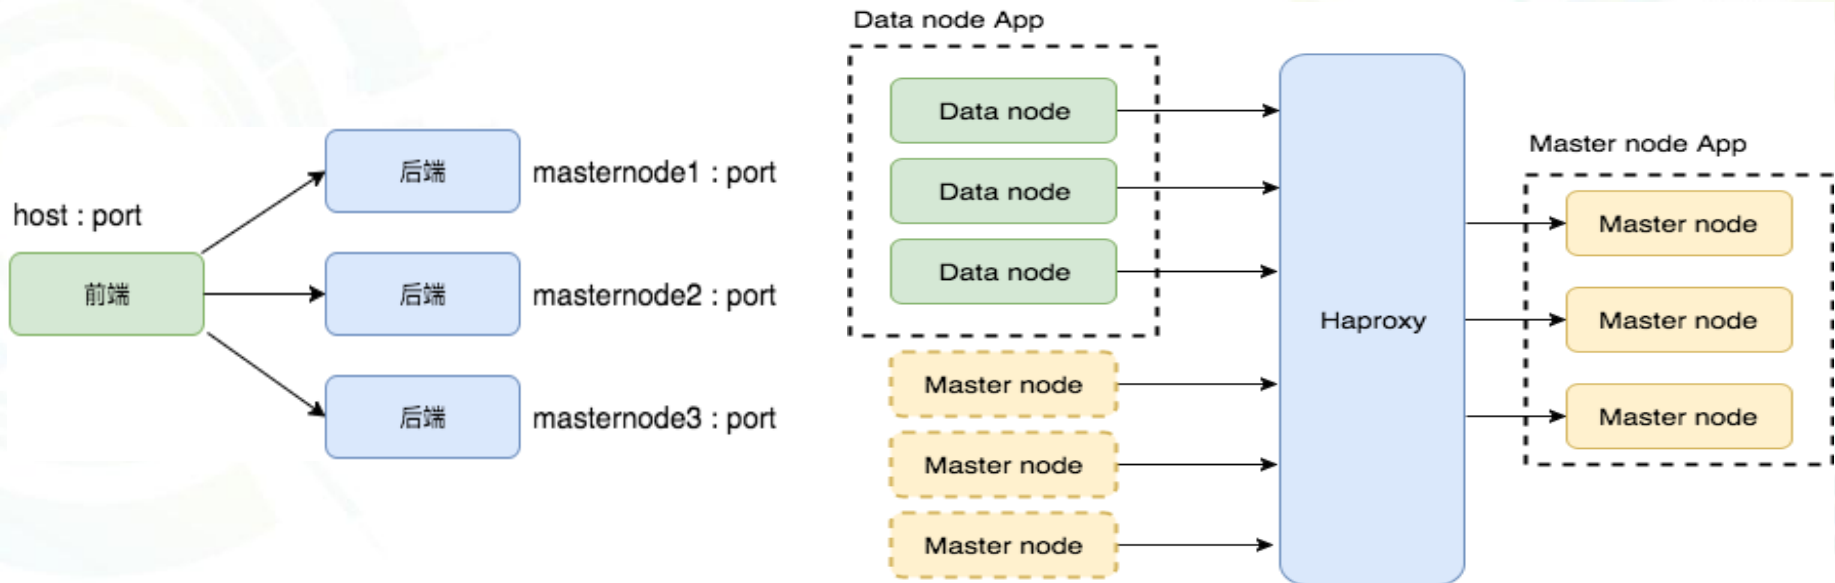 host : port
前端
后端
masternode1 : port
后端
masternode2 : port
后端
masternode3 : port
Data node App
Data node
Data node
Data node
Master node
Master node
Master node
Haproxy
Master node App
Master node
Master node
Master node